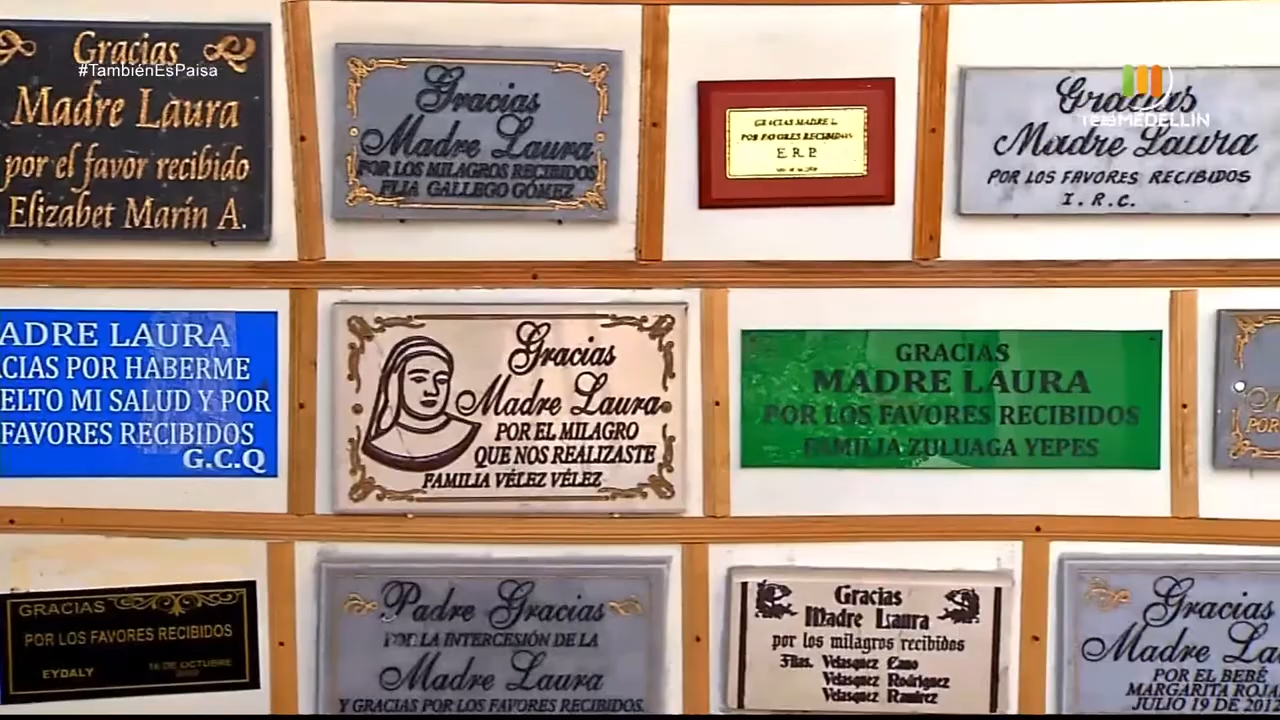 #TambiénEsPaisa
TELEMEDELLÍN
Gracias
Madre Laura
por el favor recibido
Elizabet Marín A.
Gracias
Madre Laura
POR LOS MILAGROS RECIBIDOS
FLIA GALLEGO GÓMEZ
GRACIAS MADRE L.
POR FAVORES RECIBIDOS
E.R.P.
Gracias
Madre Laura
POR LOS FAVORES RECIBIDOS
I.R.C.
ADRE LAURA
CIAS POR HABERME
ELTO MI SALUD Y POR
FAVORES RECIBIDOS
G.C.Q
Gracias
Madre Laura
POR EL MILAGRO
QUE NOS REALIZASTE
FAMILIA VÉLEZ VÉLEZ
GRACIAS
MADRE LAURA
POR LOS FAVORES RECIBIDOS
FAMILIA ZULUAGA YEPES
POR
GRACIAS
POR LOS FAVORES RECIBIDOS
EYDALY 16 DE OCTUBRE
Padre Gracias
POR LA INTERCESIÓN DE LA
Madre Laura
Y GRACIAS POR LOS FAVORES RECIBIDOS.
Gracias
Madre Laura
por los milagros recibidos
Flias. Velasquez Cano
Velasquez Rodriguez
Velasquez Ramirez
Gracias
Madre La
POR EL BEBÉ
MARGARITA ROJA
JULIO 19 DE 2012